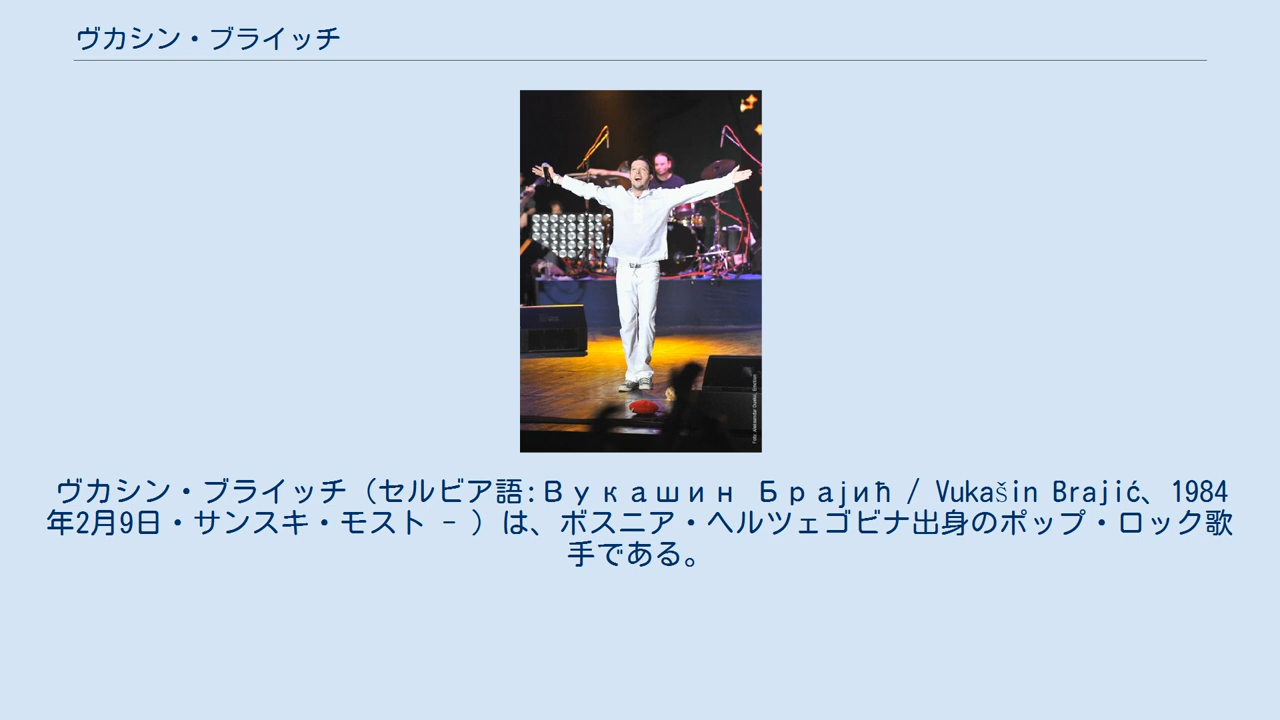 ヴカシン・ブライッチ
ヴカシン・ブライッチ（セルビア語:Вукашин Брајић / Vukašin Brajić、1984
年2月9日・サンスキ・モスト - ）は、ボスニア・ヘルツェゴビナ出身のポップ・ロック歌
手である。